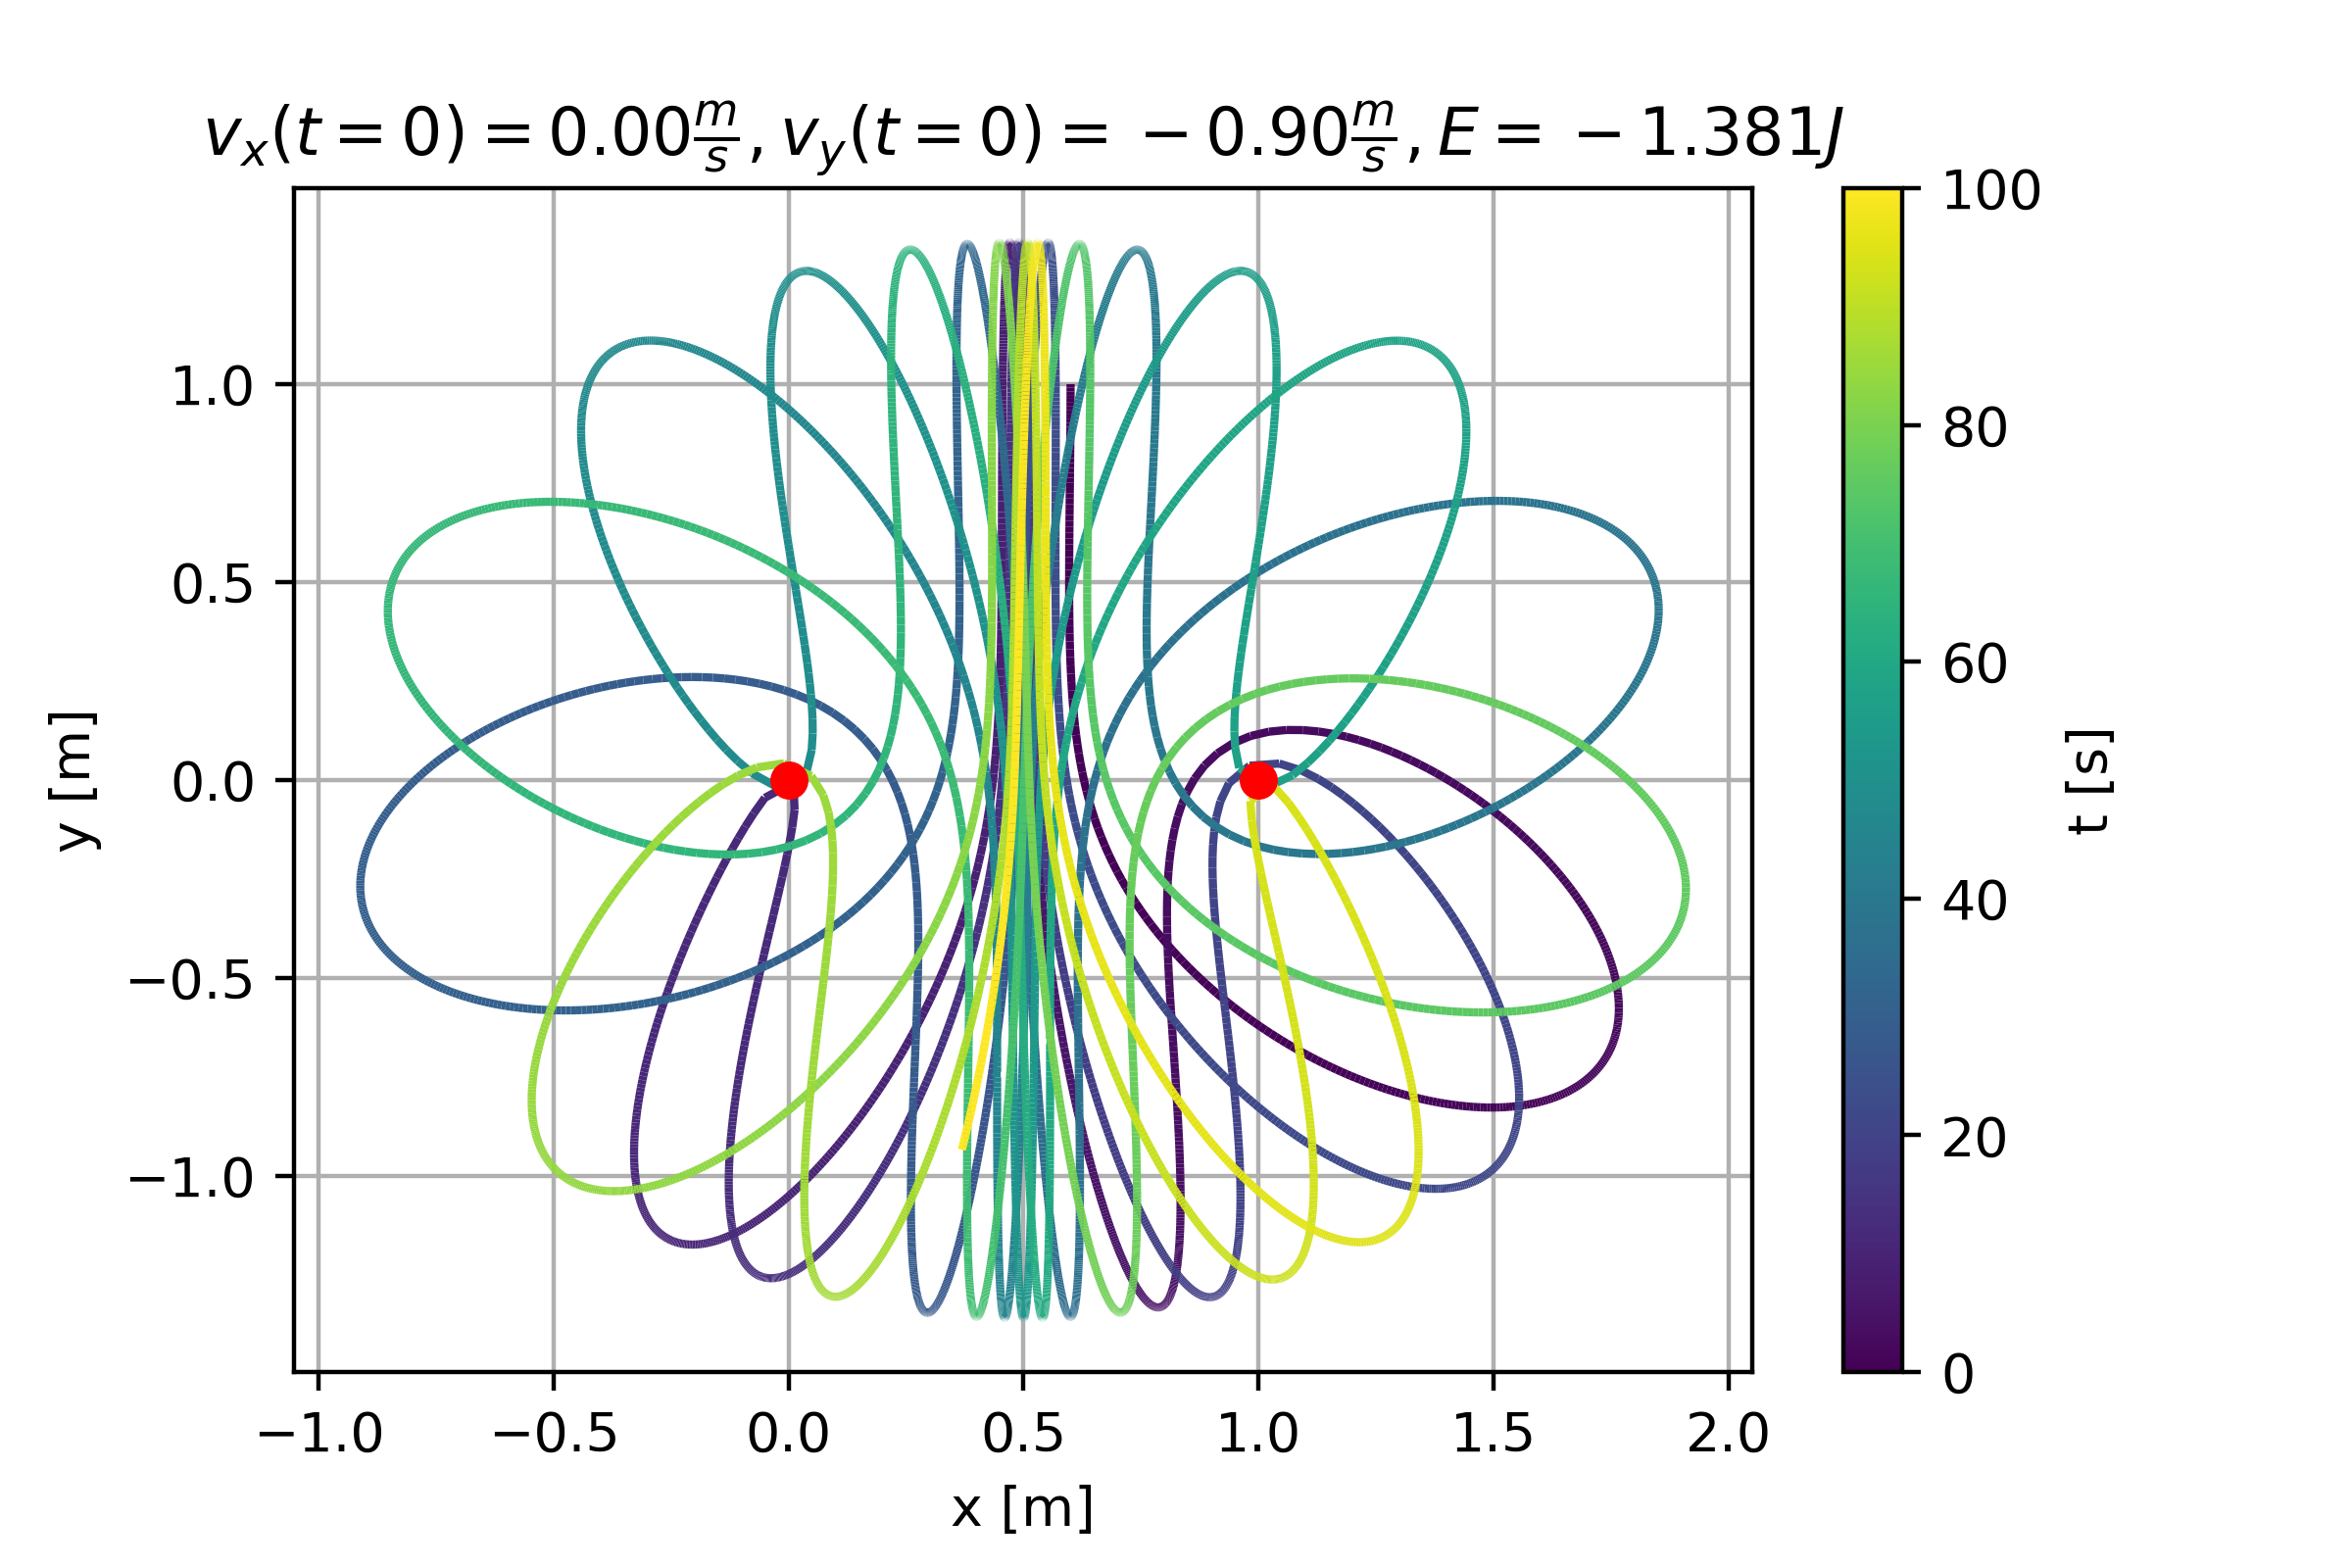 v_x(t = 0) = 0.00 m/s, v_y(t = 0) = −0.90 m/s, E = −1.381J
100
1.0
80
0.5
60
y [m]
0.0
t [s]
40
−0.5
20
−1.0
0
−1.0 −0.5 0.0 0.5 1.0 1.5 2.0
x [m]